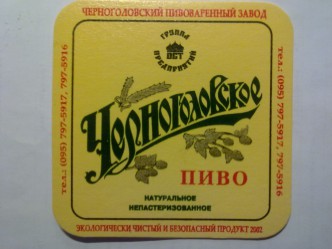 ЧЕРНОГОЛОВСКИЙ ПИВОВАРЕННЫЙ ЗАВОД
ГРУППА
ОСТ
ПРЕДПРИЯТИЙ
тел.: (095) 797-5917, 797-5916
Черноголовское
ПИВО
НАТУРАЛЬНОЕ
НЕПАСТЕРИЗОВАННОЕ
тел.: (095) 797-5917, 797-5916
ЭКОЛОГИЧЕСКИ ЧИСТЫЙ И БЕЗОПАСНЫЙ ПРОДУКТ 2002